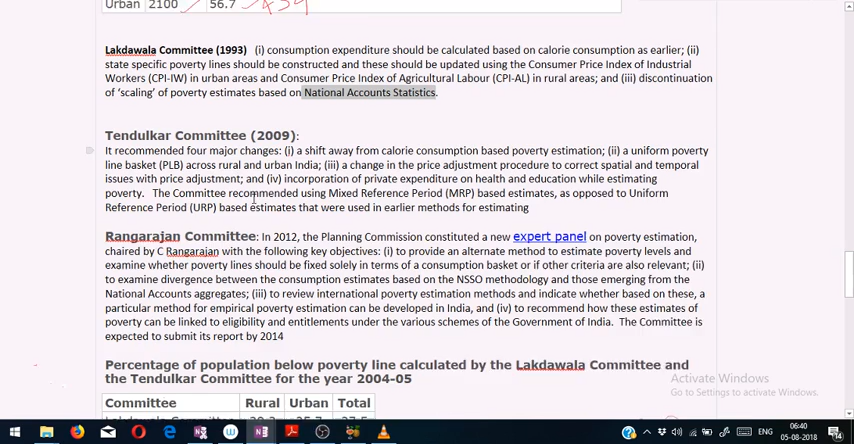 Urban 2100 56.7
Lakdawala Committee (1993) (i) consumption expenditure should be calculated based on calorie consumption as earlier; (ii)
state specific poverty lines should be constructed and these should be updated using the Consumer Price Index of Industrial
Workers (CPI-IW) in urban areas and Consumer Price Index of Agricultural Labour (CPI-AL) in rural areas; and (iii) discontinuation
of ‘scaling’ of poverty estimates based on National Accounts Statistics.
Tendulkar Committee (2009):
It recommended four major changes: (i) a shift away from calorie consumption based poverty estimation; (ii) a uniform poverty
line basket (PLB) across rural and urban India; (iii) a change in the price adjustment procedure to correct spatial and temporal
issues with price adjustment; and (iv) incorporation of private expenditure on health and education while estimating
poverty. The Committee recommended using Mixed Reference Period (MRP) based estimates, as opposed to Uniform
Reference Period (URP) based estimates that were used in earlier methods for estimating
Rangarajan Committee: In 2012, the Planning Commission constituted a new expert panel on poverty estimation,
chaired by C Rangarajan with the following key objectives: (i) to provide an alternate method to estimate poverty levels and
examine whether poverty lines should be fixed solely in terms of a consumption basket or if other criteria are also relevant; (ii)
to examine divergence between the consumption estimates based on the NSSO methodology and those emerging from the
National Accounts aggregates; (iii) to review international poverty estimation methods and indicate whether based on these, a
particular method for empirical poverty estimation can be developed in India, and (iv) to recommend how these estimates of
poverty can be linked to eligibility and entitlements under the various schemes of the Government of India. The Committee is
expected to submit its report by 2014
Percentage of population below poverty line calculated by the Lakdawala Committee and
the Tendulkar Committee for the year 2004-05
Committee Rural Urban Total
Activate Windows
Go to Settings to activate Windows.
ENG
06:40
05-08-2018